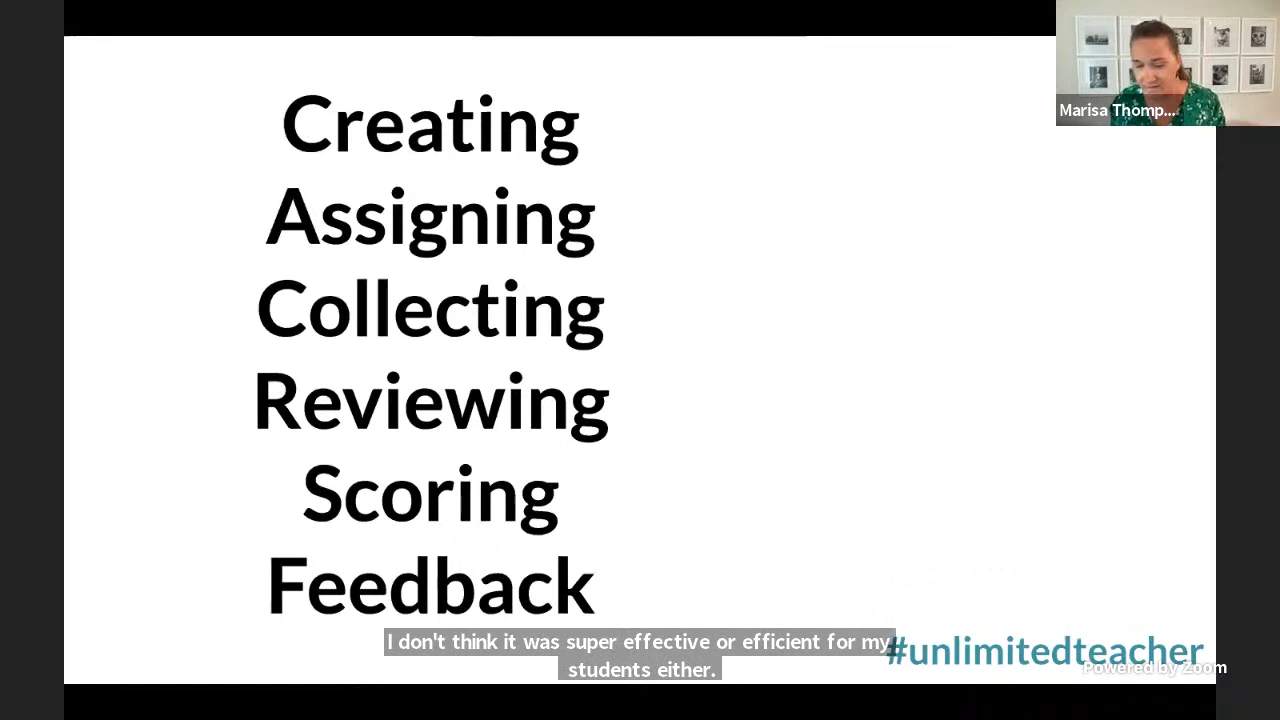 Marisa Thomp...
Creating
Assigning
Collecting
Reviewing
Scoring
Feedback
I don't think it was super effective or efficient for my
students either.
#unlimitedteacher
Powered by Zoom